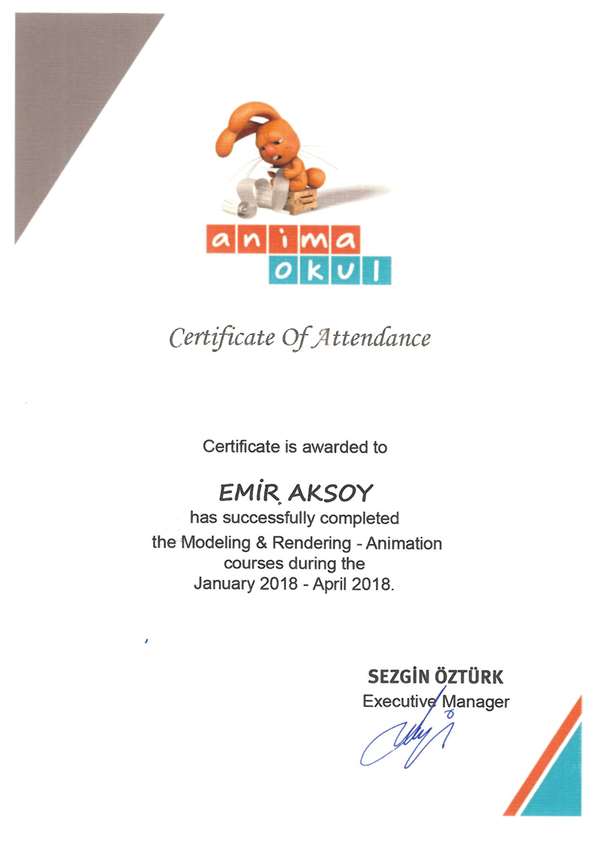 anima
okul
Certificate Of Attendance
Certificate is awarded to
EMİR AKSOY
has successfully completed
the Modeling & Rendering - Animation
courses during the
January 2018 - April 2018.
SEZGİN ÖZTÜRK
Executive Manager